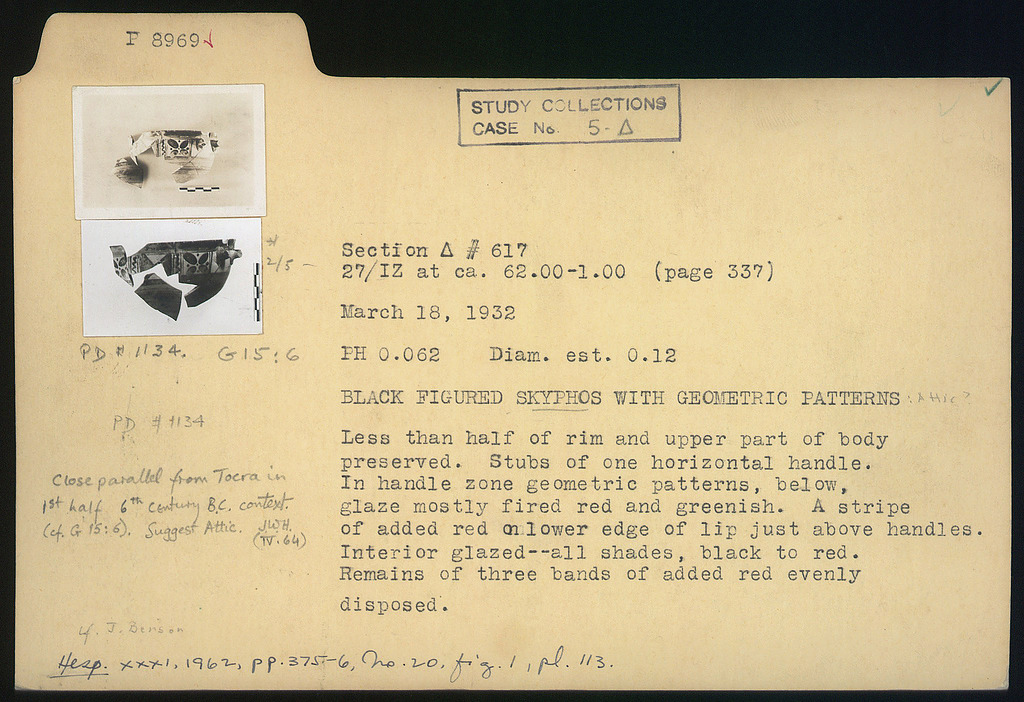 P 8969
STUDY COLLECTIONS
CASE No. 5-Δ
Section Δ # 617
27/IZ at ca. 62.00-1.00 (page 337)
March 18, 1932
PH 0.062 Diam. est. 0.12
BLACK FIGURED SKYPHOS WITH GEOMETRIC PATTERNS Attic?
Less than half of rim and upper part of body
preserved. Stubs of one horizontal handle.
In handle zone geometric patterns, below,
glaze mostly fired red and greenish. A stripe
of added red on lower edge of lip just above handles.
Interior glazed--all shades, black to red.
Remains of three bands of added red evenly
disposed.
2/5 -
PD # 1134. G 15:6
PD # 1134
Close parallel from Tocra in
1st half 6th century B.C. context.
(cf. G 15:6). Suggest Attic. J.W.H.
(IV.64)
cf. J. Benson
Hesp. XXXI, 1962, pp. 375-6, no. 20, fig. 1, pl. 113.